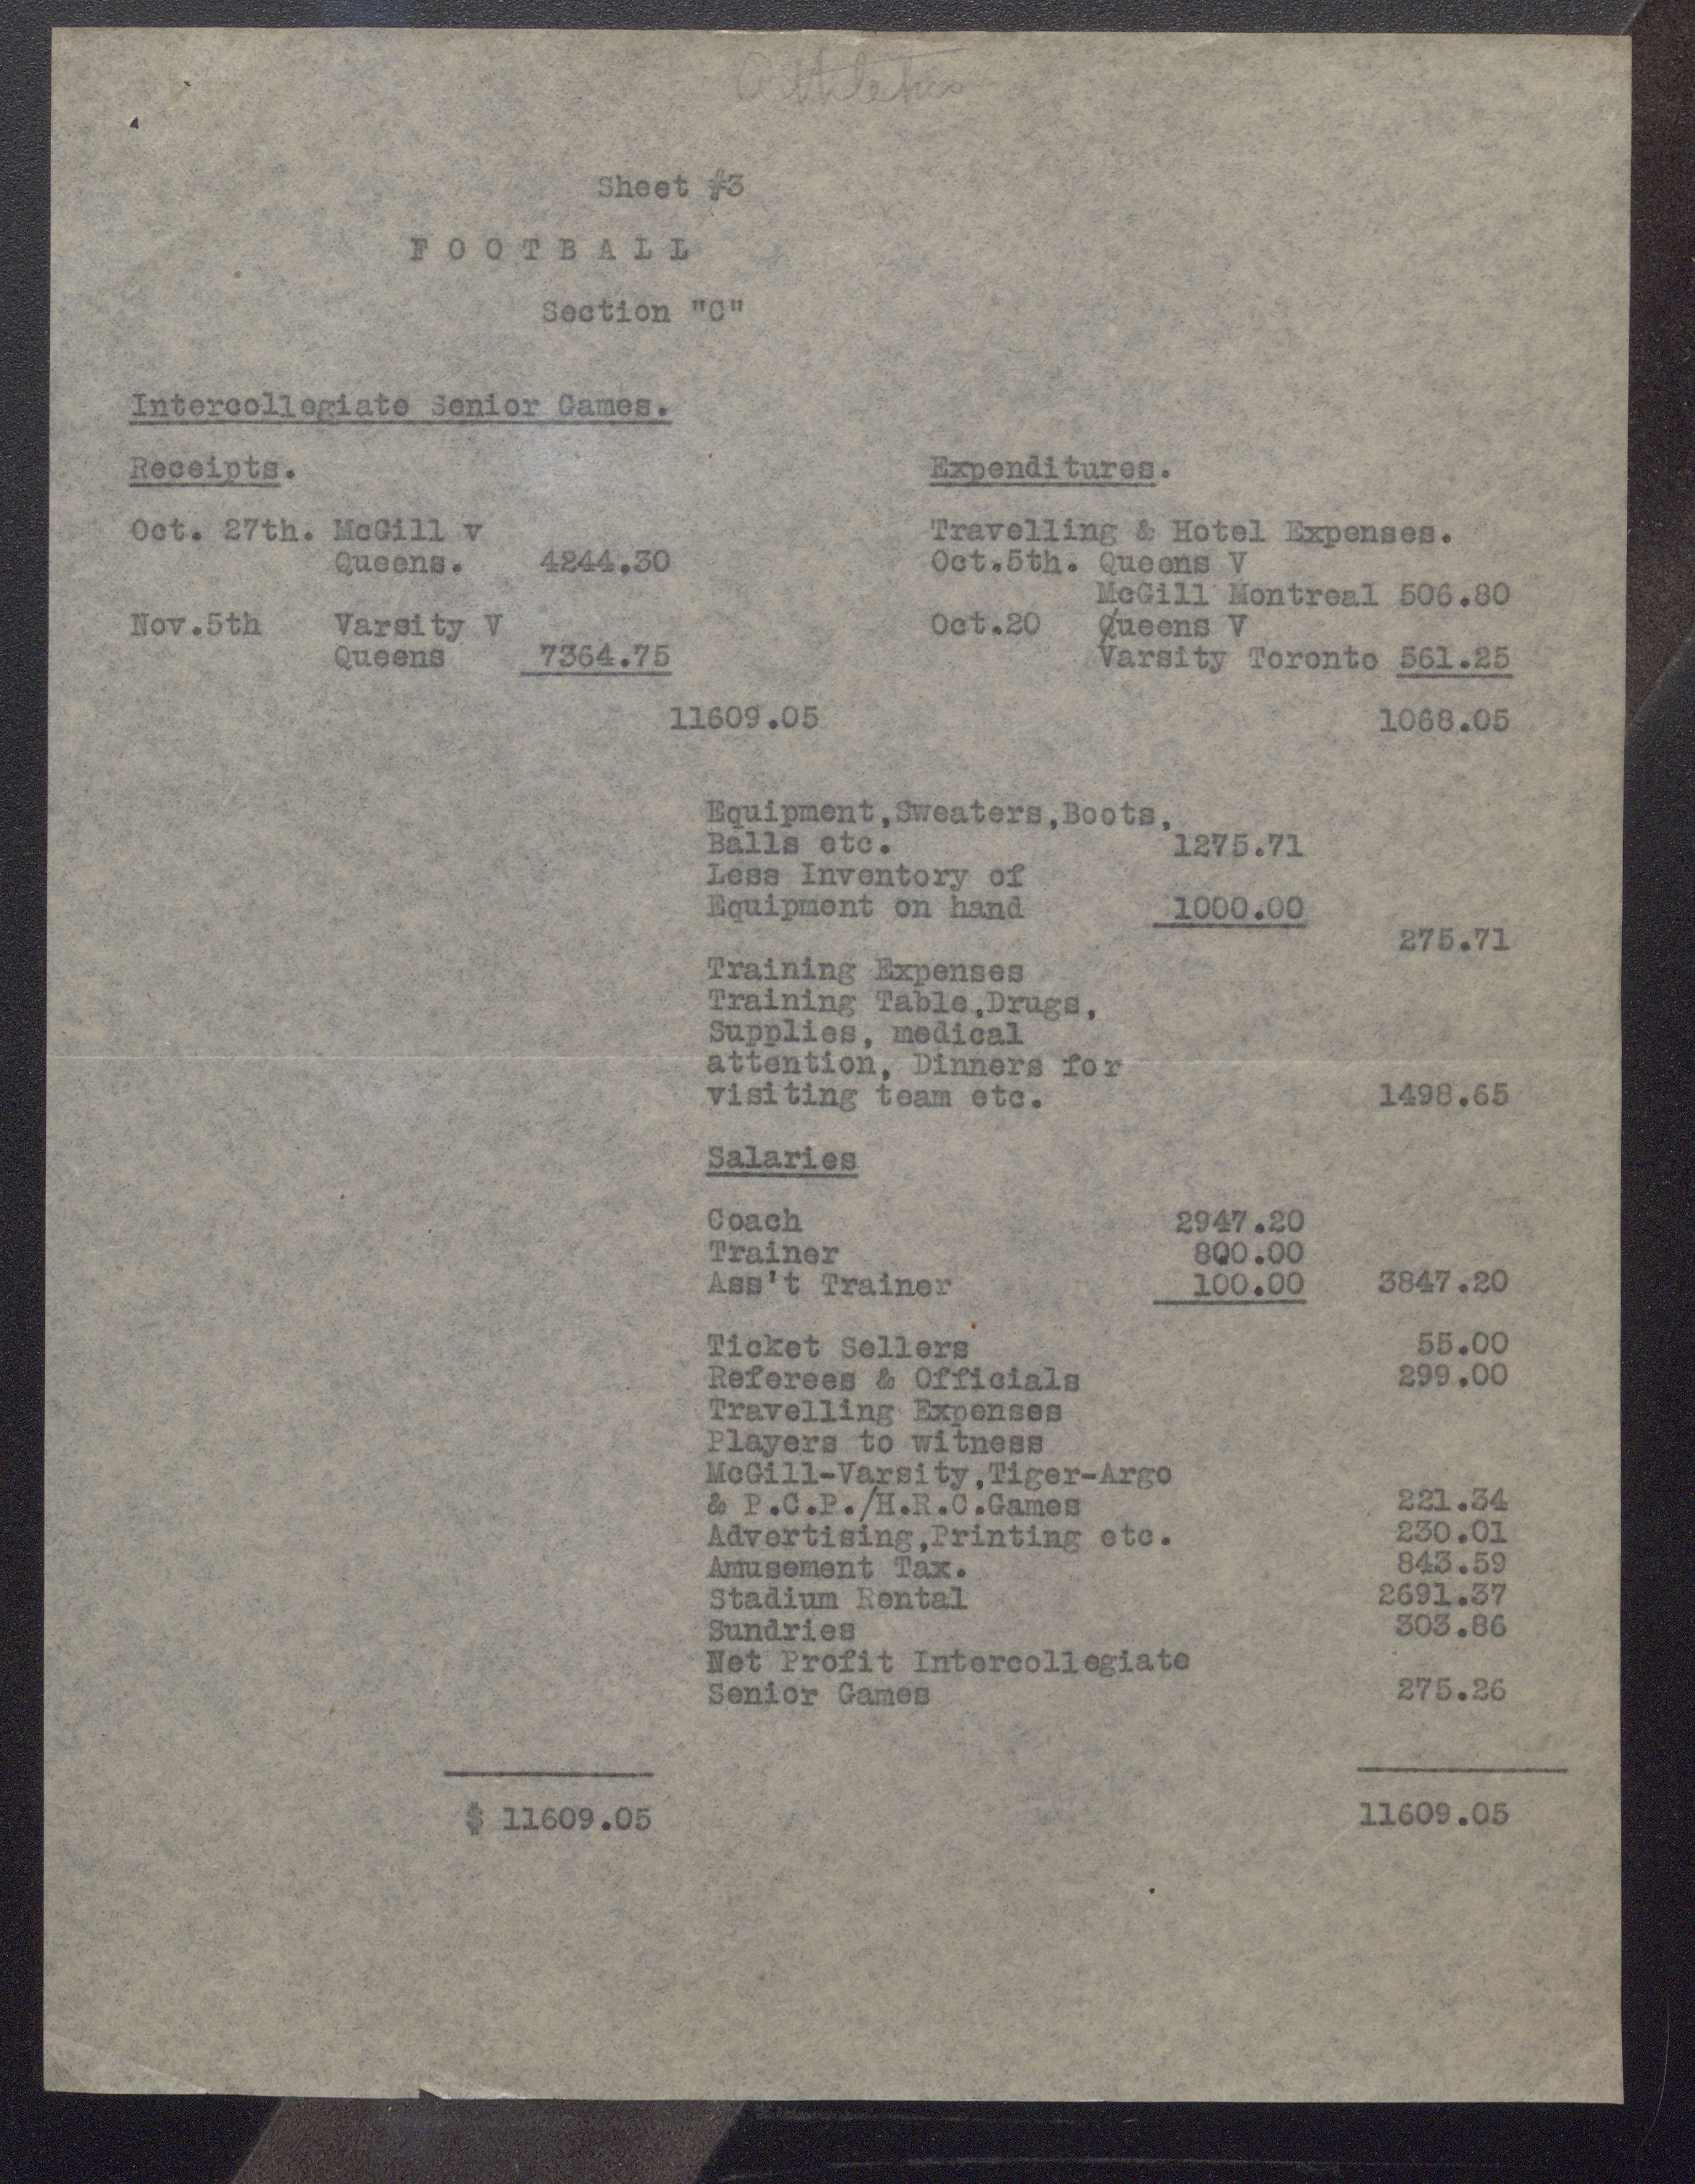 Athletics
Sheet #3
F O O T B A L L
Section "C"
Intercollegiate Senior Games.
Receipts.
Oct. 27th. McGill v
Queens. 4244.30
Nov.5th Varsity V
Queens 7364.75
11609.05
Expenditures.
Travelling & Hotel Expenses.
Oct.5th. Queens V
McGill Montreal 506.80
Oct.20 Queens V
Varsity Toronto 561.25
1068.05
Equipment,Sweaters,Boots,
Balls etc. 1275.71
Less Inventory of
Equipment on hand 1000.00
275.71
Training Expenses
Training Table,Drugs,
Supplies, medical
attention, Dinners for
visiting team etc. 1498.65
Salaries
Coach 2947.20
Trainer 800.00
Ass't Trainer 100.00 3847.20
Ticket Sellers 55.00
Referees & Officials 299.00
Travelling Expenses
Players to witness
McGill-Varsity,Tiger-Argo
& P.C.P./H.R.C.Games 221.34
Advertising,Printing etc. 230.01
Amusement Tax. 843.59
Stadium Rental 2691.37
Sundries 303.86
Net Profit Intercollegiate
Senior Games 275.26
$ 11609.05 11609.05